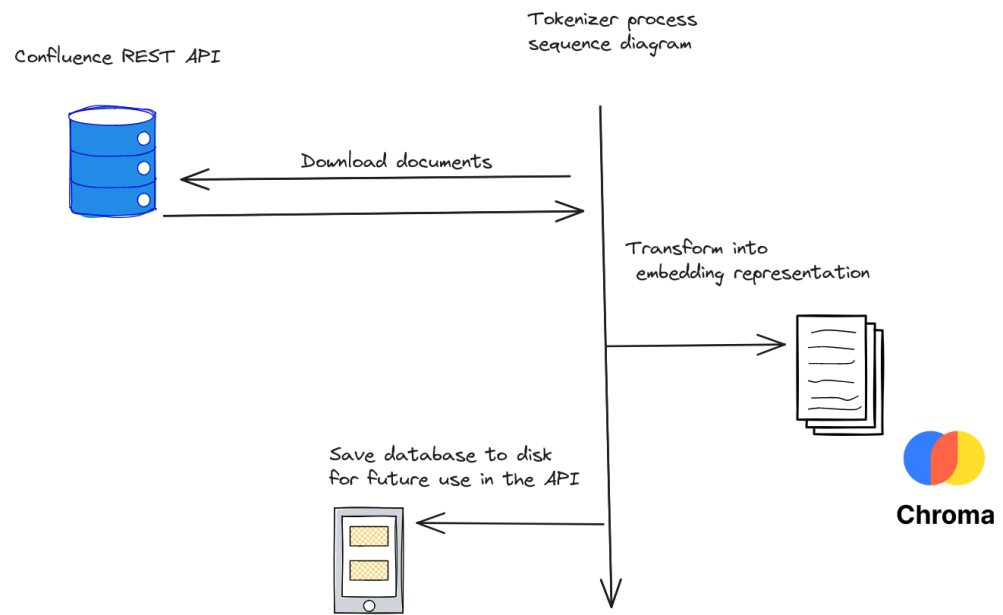 Tokenizer process
sequence diagram
Confluence REST API
Download documents
Transform into
embedding representation
Save database to disk
for future use in the API
Chroma